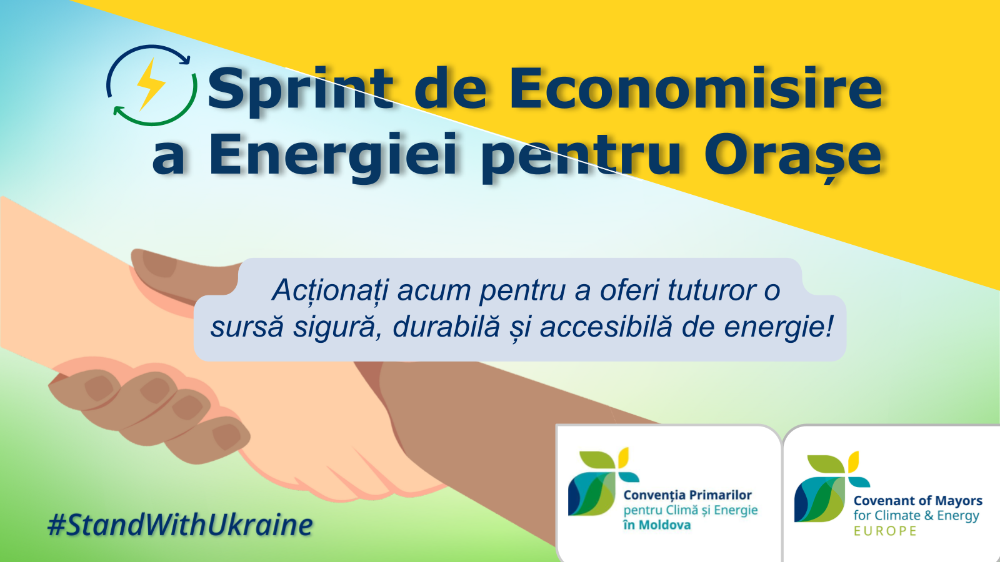 Sprint de Economisire
a Energiei pentru Orașe
Acționați acum pentru a oferi tuturor o
sursă sigură, durabilă și accesibilă de energie!
#StandWithUkraine
Convenția Primarilor
pentru Climă și Energie
în Moldova
Covenant of Mayors
for Climate & Energy
EUROPE